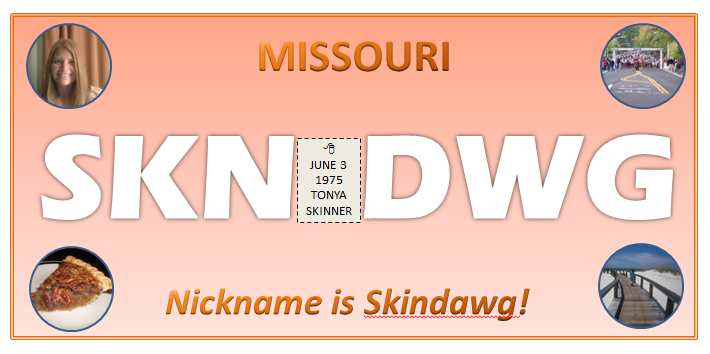 MISSOURI
SKN DWG
JUNE 3
1975
TONYA
SKINNER
Nickname is Skindawg!